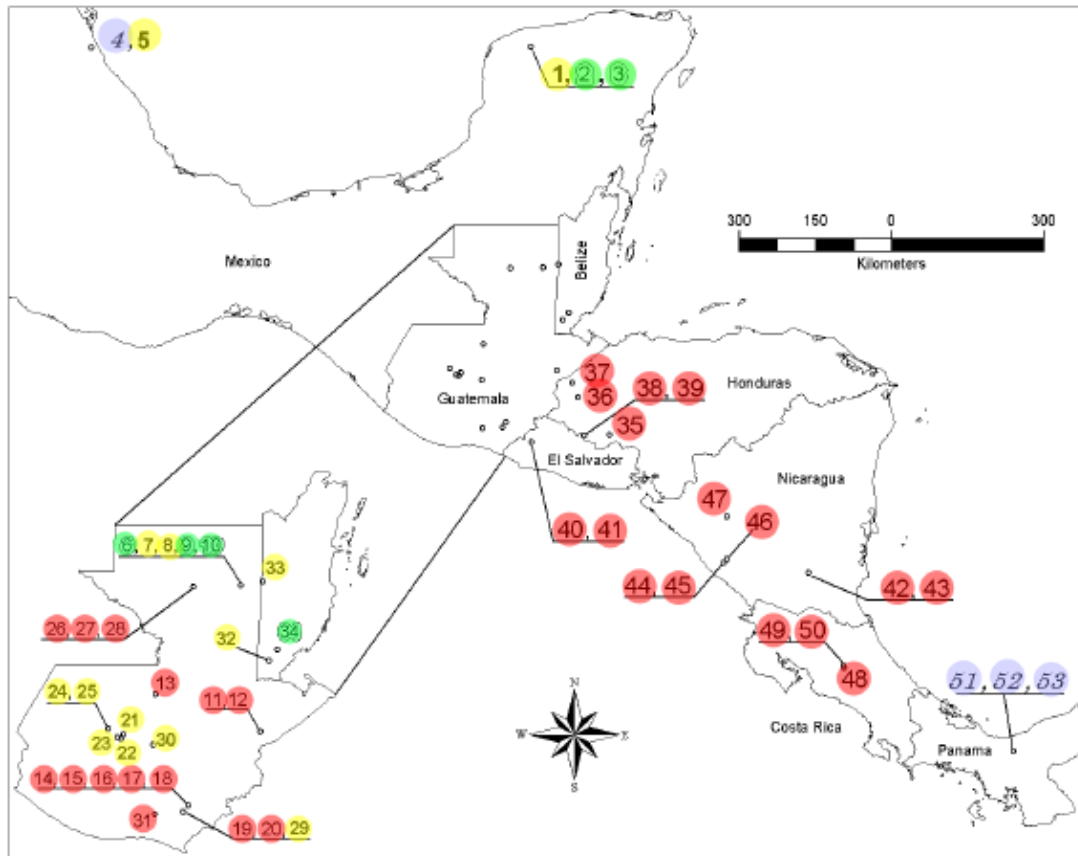 4, 5
1, 2, 3
300 150 0 300
Kilometers
Mexico
Belize
37
36
38, 39
Honduras
Guatemala
35
El Salvador
Nicaragua
47
46
40, 41
44, 45
42, 43
6, 7, 8, 9, 10
33
26, 27, 28
32
34
49, 50
48
51, 52, 53
24, 25
13
11, 12
21
23
22
30
N
W E
S
Costa Rica
Panama
14, 15, 16, 17, 18
31
19, 20, 29